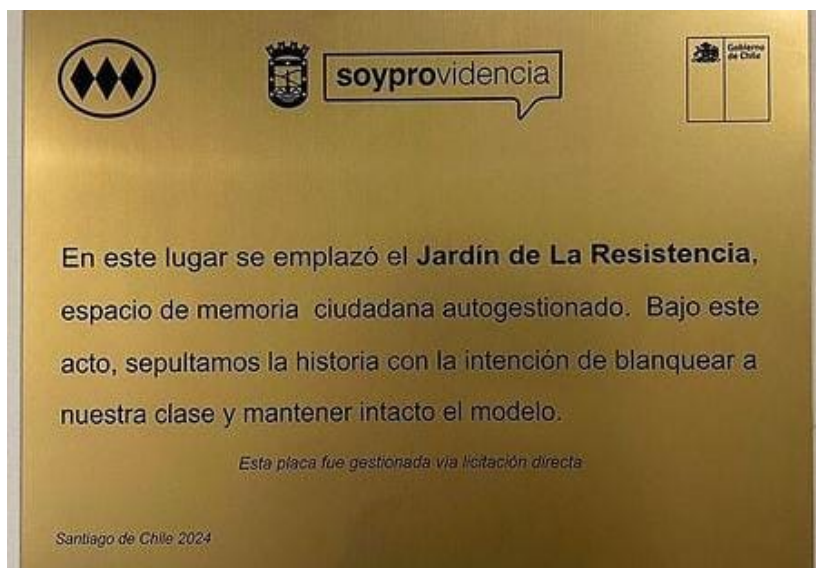 soyprovidencia
Gobierno
de Chile
En este lugar se emplazó el Jardín de La Resistencia,
espacio de memoria ciudadana autogestionado. Bajo este
acto, sepultamos la historia con la intención de blanquear a
nuestra clase y mantener intacto el modelo.
Esta placa fue gestionada via licitación directa
Santiago de Chile 2024